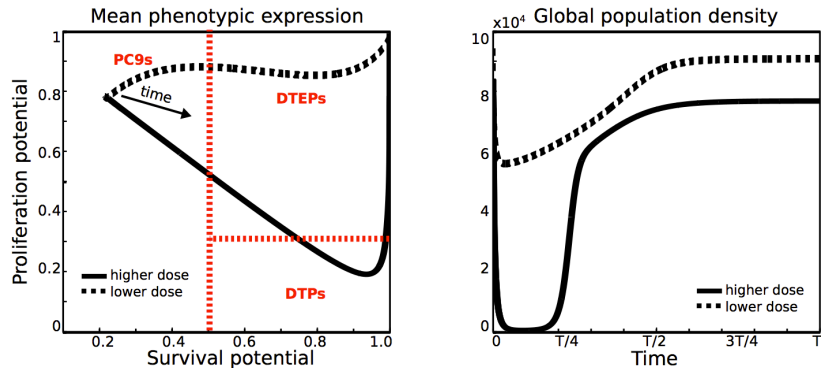 Mean phenotypic expression
1
0.8
0.6
0.4
0.2
0
Proliferation potential
PC9s
time
DTEPs
DTPs
higher dose
lower dose
0.2
0.4
0.6
0.8
1.0
Survival potential
Global population density
10
x10⁴
8
6
4
2
0
higher dose
lower dose
0
T/4
T/2
3T/4
T
Time